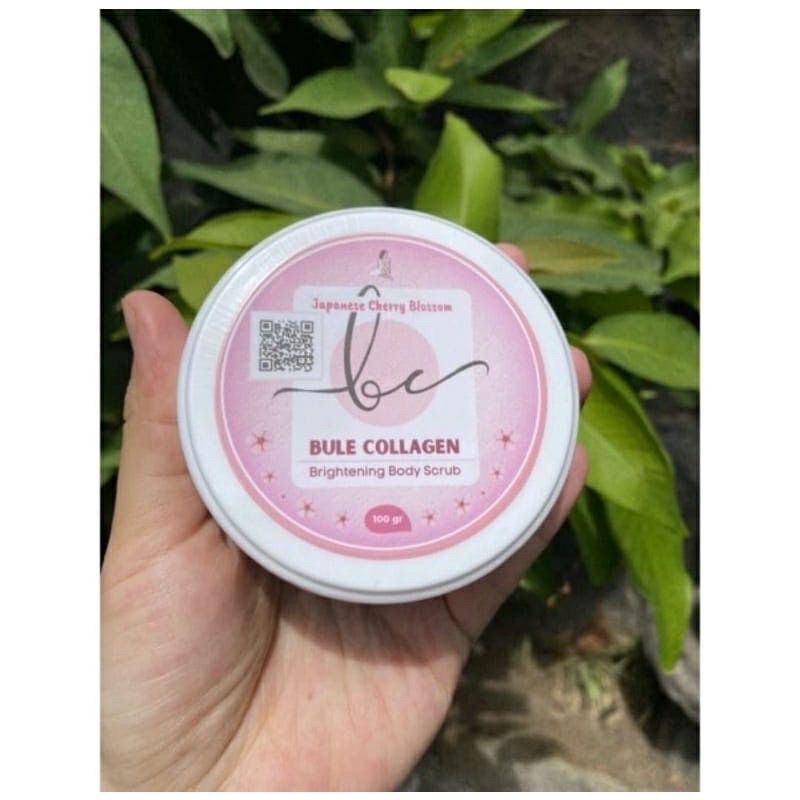 Japanese Cherry Blossom
bc
BULE COLLAGEN
Brightening Body Scrub
100 gr